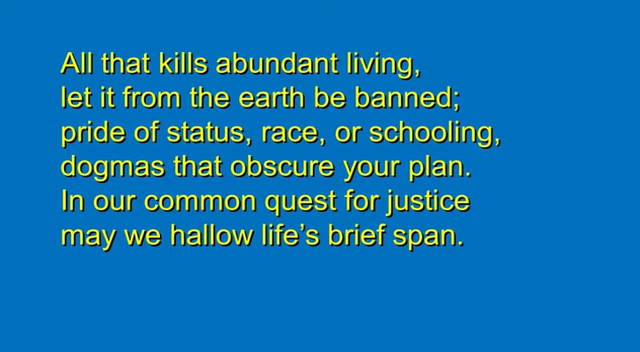 All that kills abundant living,
let it from the earth be banned;
pride of status, race, or schooling,
dogmas that obscure your plan.
In our common quest for justice
may we hallow life’s brief span.